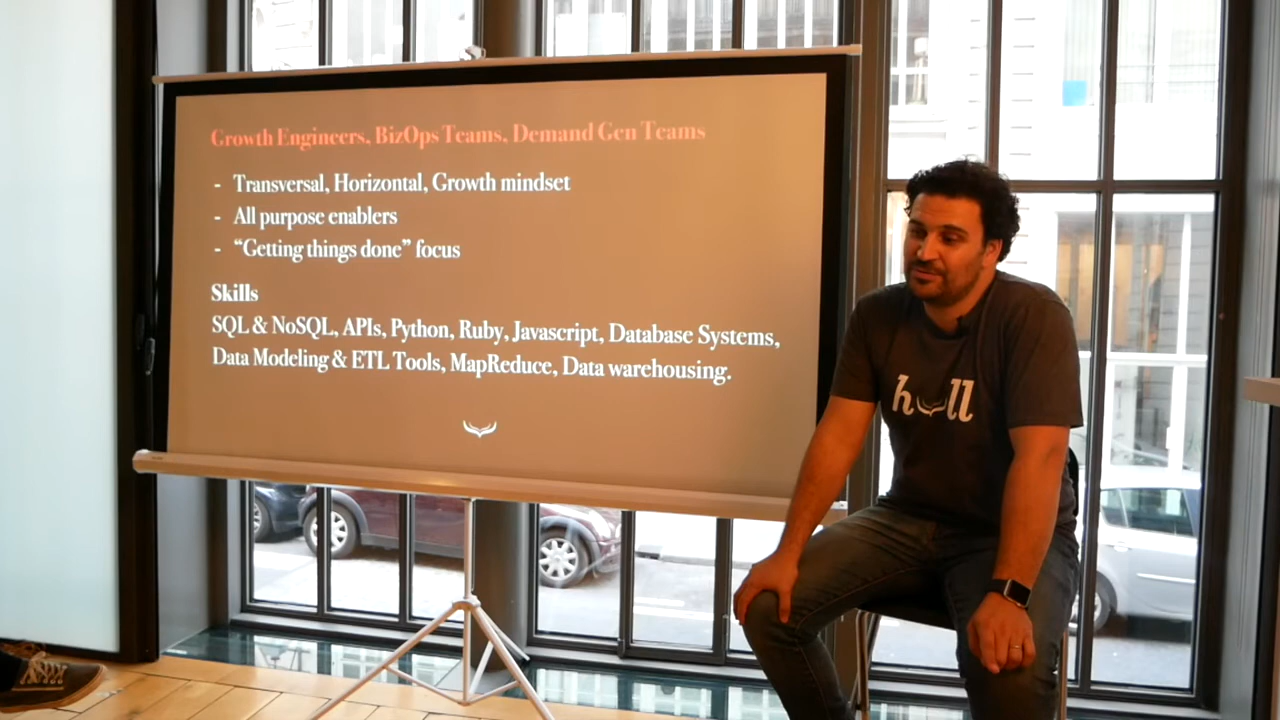 Growth Engineers, BizOps Teams, Demand Gen Teams
- Transversal, Horizontal, Growth mindset
- All purpose enablers
- “Getting things done” focus
Skills
SQL & NoSQL, APIs, Python, Ruby, Javascript, Database Systems,
Data Modeling & ETL Tools, MapReduce, Data warehousing.
hull